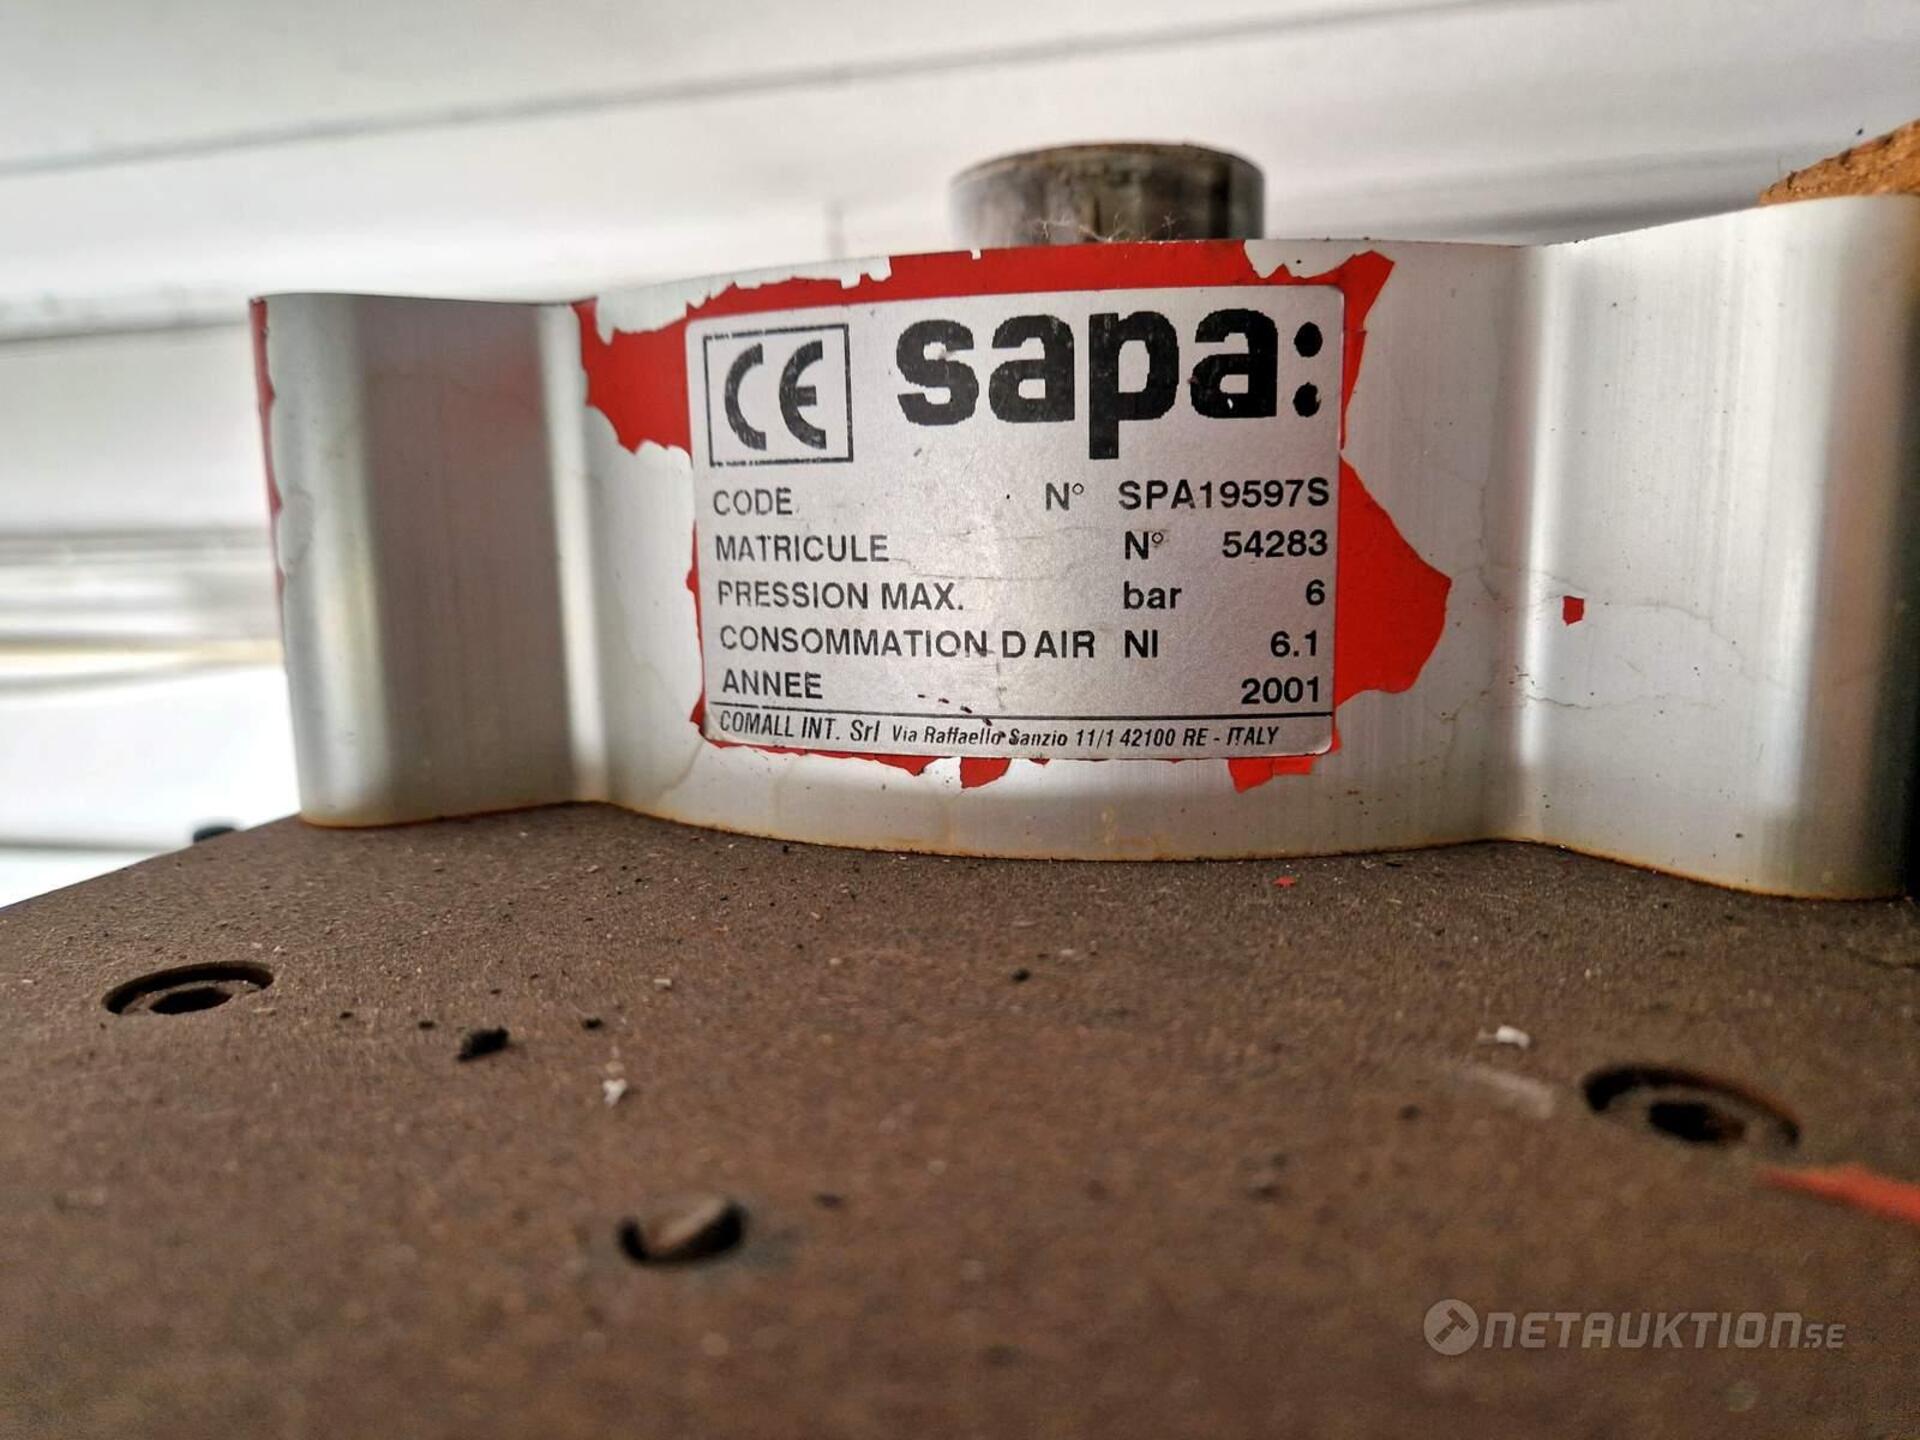 CE sapa:
CODE N° SPA19597S
MATRICULE N° 54283
PRESSION MAX. bar 6
CONSOMMATION D AIR Nl 6.1
ANNEE 2001
COMALL INT. Srl Via Raffaello Sanzio 11/1 42100 RE - ITALY
NETAUKTION.SE